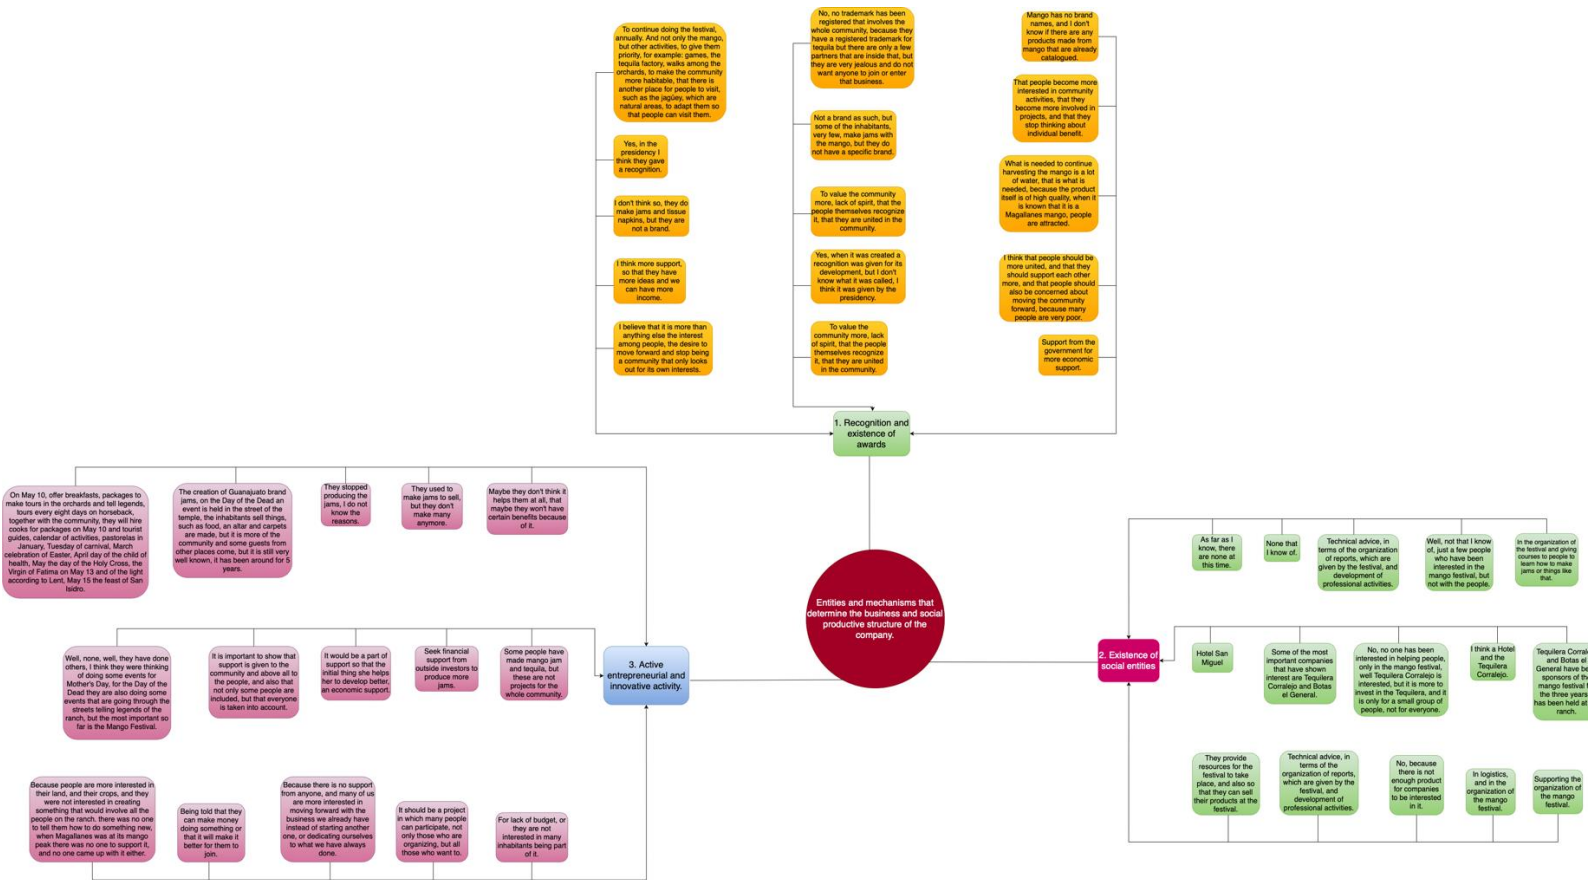 To continue doing the festival,
annually. And not only the mango,
but other activities, to give them
priority, for example: games, the
tequila factory, walks among the
orchards, to make the community
more habitable, that there is
another place for people to visit,
such as the jagüey, which are
natural areas, to adapt them so
that people can visit them.
Yes, in the
presidency I
think they gave
a recognition.
I don't think so, they do
make jams and tissue
napkins, but they are
not a brand.
I think more support,
so that they have
more ideas and we
can have more
income.
I believe that it is more than
anything else the interest
among people, the desire to
move forward and stop being
a community that only looks
out for its own interests.
No, no trademark has been
registered that involves the
whole community, because they
have a registered trademark for
tequila but there are only a few
partners that are inside that, but
they are very jealous and do not
want anyone to join or enter
that business.
Not a brand as such, but
some of the inhabitants,
very few, make jams with
the mango, but they do
not have a specific brand.
To value the community
more, lack of spirit, that the
people themselves recognize
it, that they are united in the
community.
Yes, when it was created a
recognition was given for its
development, but I don't
know what it was called, I
think it was given by the
presidency.
To value the
community more, lack
of spirit, that the people
themselves recognize
it, that they are united
in the community.
Mango has no brand
names, and I don't
know if there are any
products made from
mango that are already
catalogued.
That people become more
interested in community
activities, that they
become more involved in
projects, and that they
stop thinking about
individual benefit.
What is needed to continue
harvesting the mango is a lot
of water, that is what is
needed, because the product
itself is of high quality, when it
is known that it is a
Magallanes mango, people
are attracted.
I think that people should be
more united, and that they
should support each other
more, and that people should
also be concerned about
moving the community
forward, because many
people are very poor.
Support from the
government for
more economic
support.
1. Recognition and
existence of
awards
On May 10, offer breakfasts, packages to
make tours in the orchards and tell legends,
tours every eight days on horseback,
together with the community, they will hire
cooks for packages on May 10 and tourist
guides, calendar of activities, pastorelas in
January, Tuesday of carnival, March
celebration of Easter, April day of the child of
health, May the day of the Holy Cross, the
Virgin of Fatima on May 13 and of the light
according to Lent, May 15 the feast of San
Isidro.
The creation of Guanajuato brand
jams, on the Day of the Dead an
event is held in the street of the
temple, the inhabitants sell things,
such as food, an altar and carpets
are made, but it is more of the
community and some guests from
other places come, but it is still very
well known, it has been around for 5
years.
They stopped
producing the
jams, I do not
know the
reasons.
They used to
make jams to sell,
but they don't
make many
anymore.
Maybe they don't think it
helps them at all, that
maybe they won't have
certain benefits because
of it.
Well, none, well, they have done
others, I think they were thinking
of doing some events for
Mother's Day, for the Day of the
Dead they are also doing some
events that are going through the
streets telling legends of the
ranch, but the most important so
far is the Mango Festival.
It is important to show that
support is given to the
community and above all to
the people, and also that
not only some people are
included, but that everyone
is taken into account.
It would be a part of
support so that the
initial thing she helps
her to develop better,
an economic support.
Seek financial
support from
outside investors to
produce more
jams.
Some people have
made mango jam
and tequila, but
these are not
projects for the
whole community.
3. Active
entrepreneurial and
innovative activity.
Because people are more interested in
their land, and their crops, and they
were not interested in creating
something that would involve all the
people on the ranch. there was no one
to tell them how to do something new,
when Magallanes was at its mango
peak there was no one to support it,
and no one came up with it either.
Being told that they
can make money
doing something or
that it will make it
better for them to
join.
Because there is no support
from anyone, and many of us
are more interested in
moving forward with the
business we already have
instead of starting another
one, or dedicating ourselves
to what we have always
done.
It should be a project
in which many people
can participate, not
only those who are
organizing, but all
those who want to.
For lack of budget, or
they are not
interested in many
inhabitants being part
of it.
Entities and mechanisms that
determine the business and social
productive structure of the
company.
As far as I
know, there
are none at
this time.
None that
I know of.
Technical advice, in
terms of the organization
of reports, which are
given by the festival, and
development of
professional activities.
Well, not that I know
of, just a few people
who have been
interested in the
mango festival, but
not with the people.
In the organization of
the festival and giving
courses to people to
learn how to make
jams or things like
that.
2. Existence of
social entities
Hotel San
Miguel
Some of the most
important companies
that have shown
interest are Tequilera
Corralejo and Botas
el General.
No, no one has been
interested in helping people,
only in the mango festival,
well Tequilera Corralejo is
interested, but it is more to
invest in the Tequilera, and it
is only for a small group of
people, not for everyone.
I think a Hotel
and the
Tequilera
Corralejo.
Tequilera
and Botas el
General have
sponsors of
mango festival
the three years
has been held at
ranch.
They provide
resources for the
festival to take
place, and also so
that they can sell
their products at the
festival.
Technical advice, in
terms of the
organization of reports,
which are given by the
festival, and
development of
professional activities.
No, because
there is not
enough product
for companies
to be interested
in it.
In logistics,
and in the
organization of
the mango
festival.
Supporting the
organization of
the mango
festival.